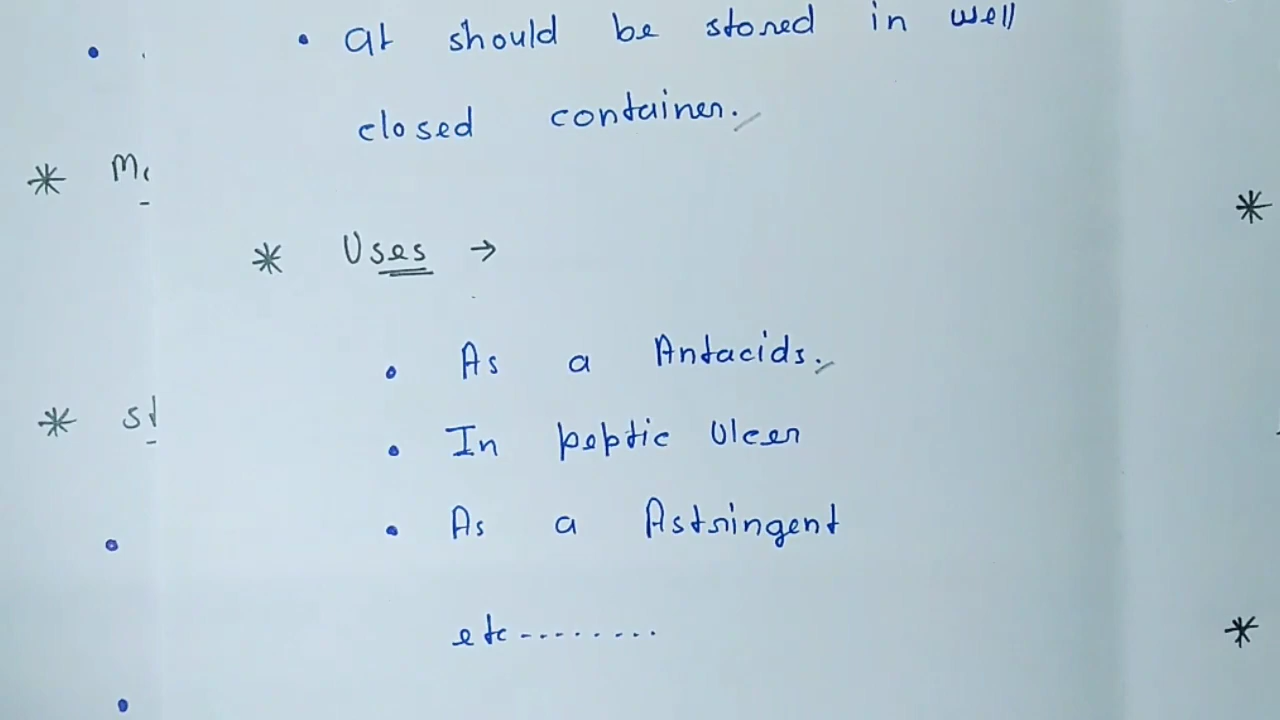 • It should be stored in well
closed container.
* Uses →
• As a Antacids.
• In peptic Ulcer
• As a Astringent
etc........